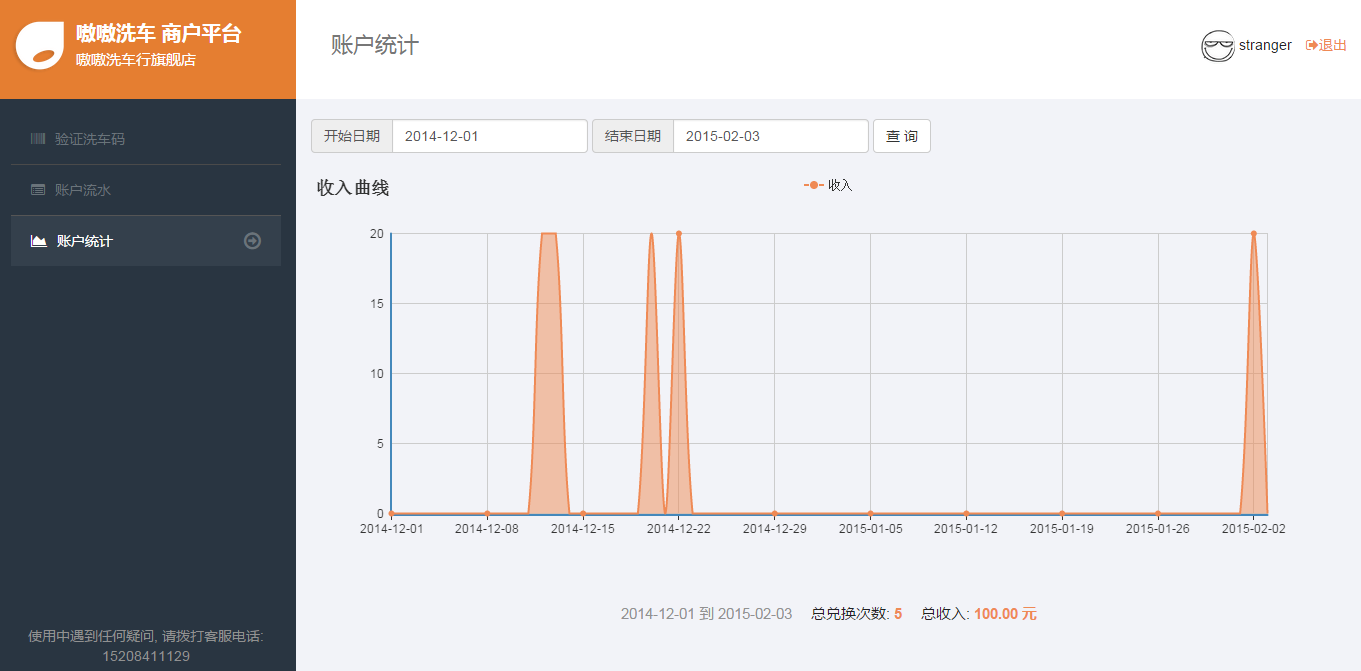 嗷嗷洗车 商户平台
嗷嗷洗车行旗舰店
账户统计
stranger 退出
验证洗车码
账户流水
账户统计
开始日期 2014-12-01 结束日期 2015-02-03 查 询
收入曲线
收入
20
15
10
5
0
2014-12-01 2014-12-08 2014-12-15 2014-12-22 2014-12-29 2015-01-05 2015-01-12 2015-01-19 2015-01-26 2015-02-02
2014-12-01 到 2015-02-03 总兑换次数: 5 总收入: 100.00 元
使用中遇到任何疑问, 请拨打客服电话:
15208411129